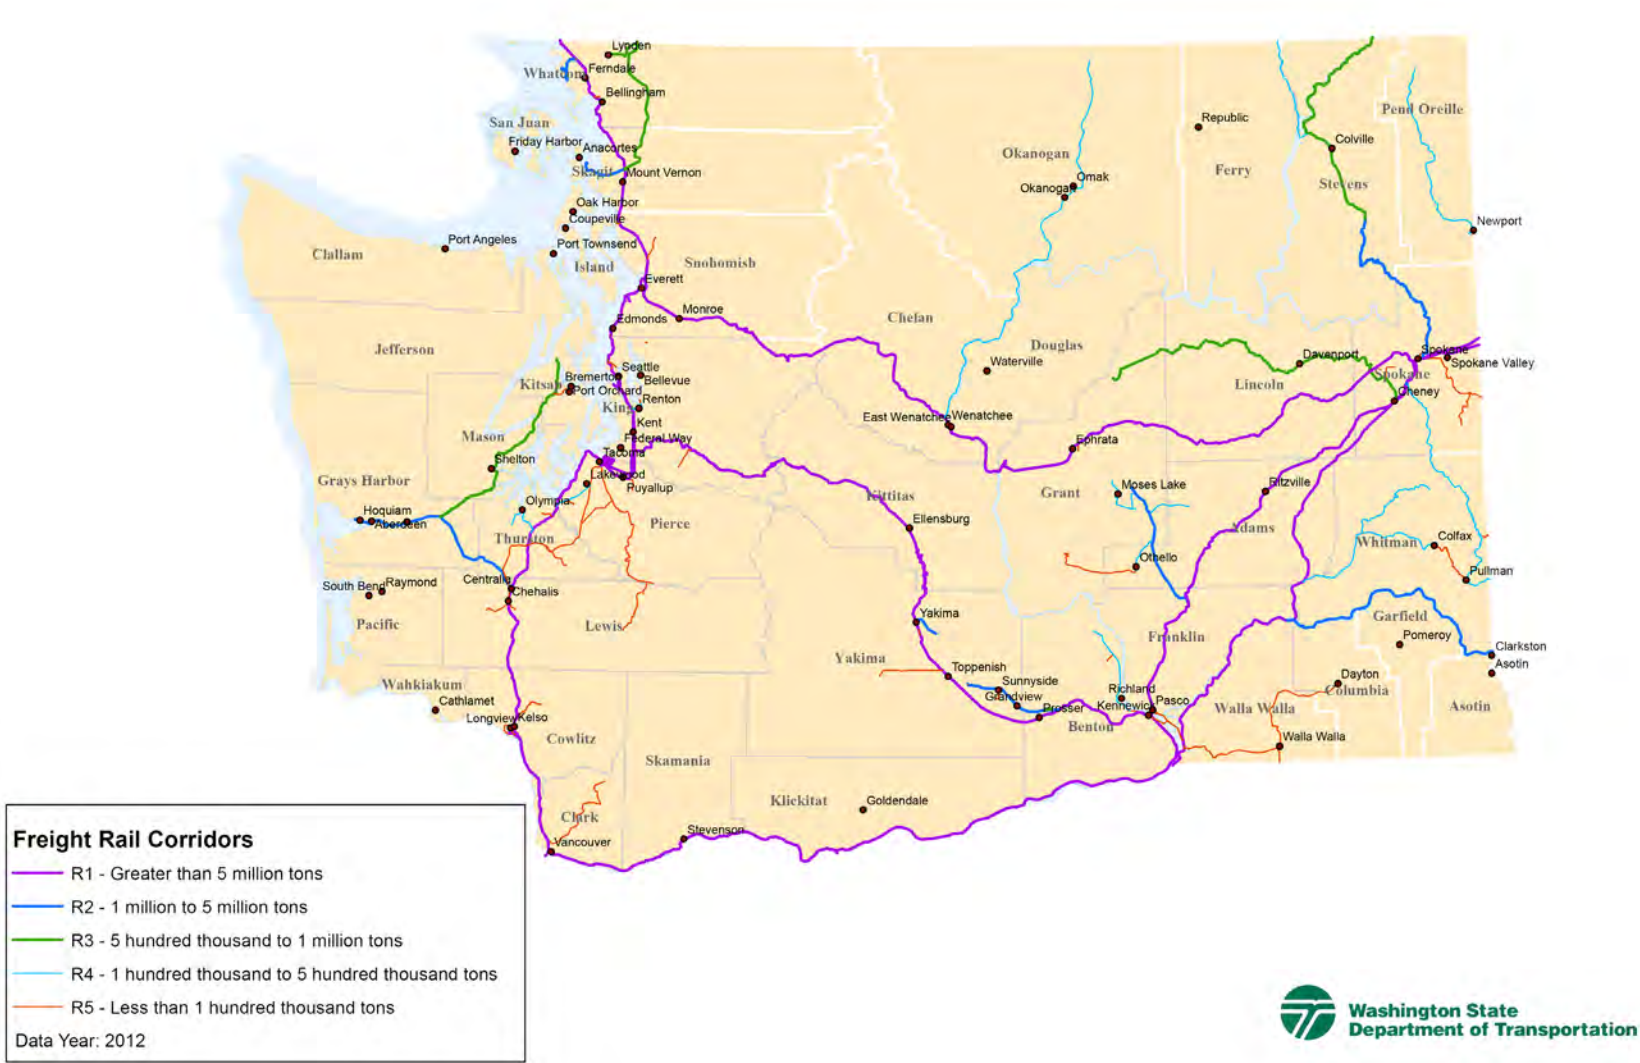 Lynden
Whatcom
Ferndale
Bellingham
San Juan
Friday Harbor
Anacortes
Skagit
Mount Vernon
Oak Harbor
Coupeville
Port Angeles
Port Townsend
Clallam
Island
Snohomish
Everett
Monroe
Edmonds
Chelan
Okanogan
Omak
Okanogan
Republic
Ferry
Colville
Stevens
Pend Oreille
Newport
Jefferson
Kitsap
Bremerton
Port Orchard
Seattle
Bellevue
Renton
King
Kent
Federal Way
Tacoma
Lakewood
Puyallup
Douglas
Waterville
East Wenatchee
Wenatchee
Ephrata
Lincoln
Davenport
Spokane
Spokane Valley
Spokane
Cheney
Mason
Shelton
Grays Harbor
Hoquiam
Aberdeen
Olympia
Thurston
Pierce
Kittitas
Ellensburg
Grant
Moses Lake
Ritzville
Adams
Othello
Whitman
Colfax
Pullman
South Bend
Raymond
Centralia
Chehalis
Pacific
Lewis
Yakima
Yakima
Toppenish
Sunnyside
Grandview
Prosser
Benton
Richland
Kennewick
Pasco
Franklin
Walla Walla
Walla Walla
Garfield
Pomeroy
Clarkston
Asotin
Dayton
Columbia
Asotin
Wahkiakum
Cathlamet
Longview
Kelso
Cowlitz
Skamania
Klickitat
Goldendale
Clark
Stevenson
Vancouver
Freight Rail Corridors
R1 - Greater than 5 million tons
R2 - 1 million to 5 million tons
R3 - 5 hundred thousand to 1 million tons
R4 - 1 hundred thousand to 5 hundred thousand tons
R5 - Less than 1 hundred thousand tons
Data Year: 2012
Washington State
Department of Transportation